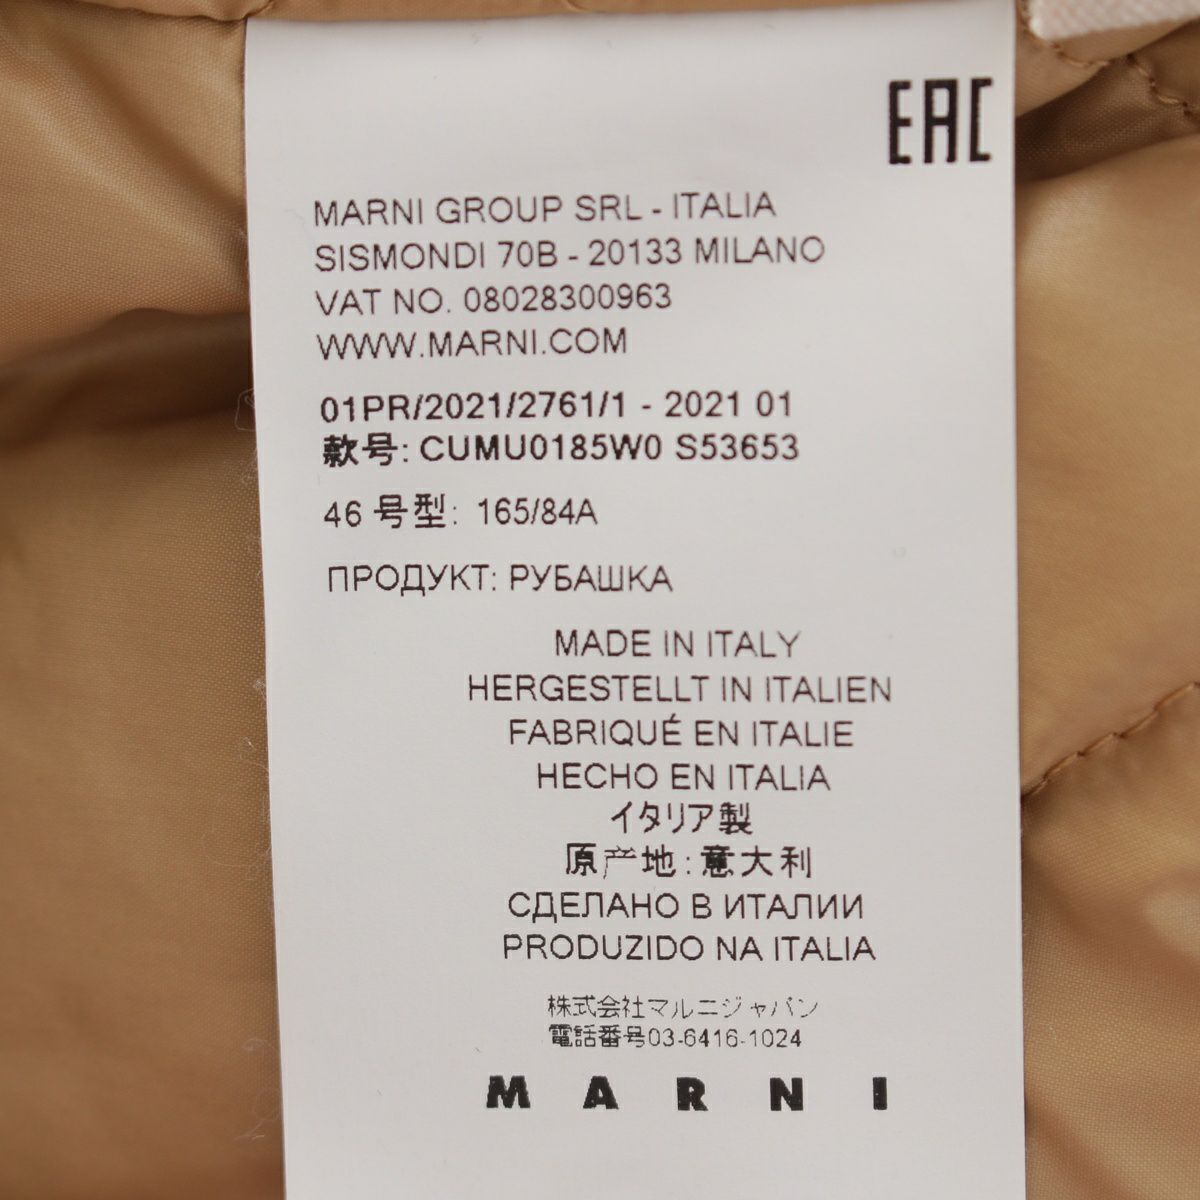 EAC
MARNI GROUP SRL - ITALIA
SISMONDI 70B - 20133 MILANO
VAT NO. 08028300963
WWW.MARNI.COM
01PR/2021/2761/1 - 2021 01
款号: CUMU0185W0 S53653
46 号型: 165/84A
ПРОДУКТ: РУБАШКА
MADE IN ITALY
HERGESTELLT IN ITALIEN
FABRIQUÉ EN ITALIE
HECHO EN ITALIA
イタリア製
原产地: 意大利
СДЕЛАНО В ИТАЛИИ
PRODUZIDO NA ITALIA
株式会社マルニジャパン
電話番号03-6416-1024
MARNI